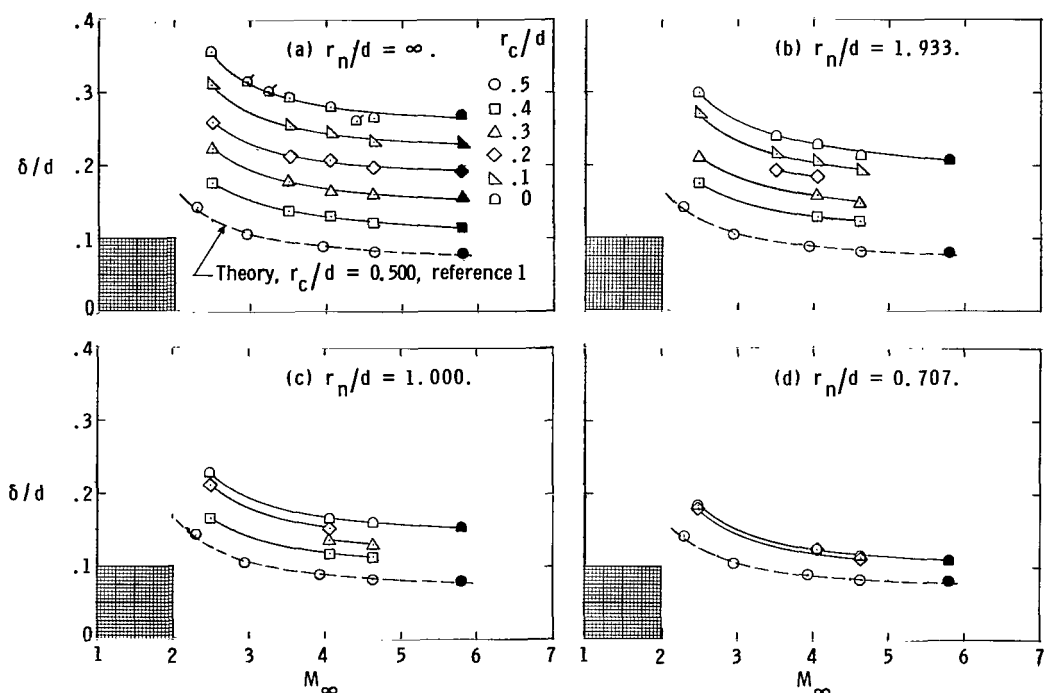 .4
.3
.2
.1
0
δ/d
(a) r_n/d = ∞.
r_c/d
.5
.4
.3
.2
.1
0
Theory, r_c/d = 0.500, reference 1
(b) r_n/d = 1.933.
.4
.3
.2
.1
0
δ/d
(c) r_n/d = 1.000.
1 2 3 4 5 6 7
M_∞
(d) r_n/d = 0.707.
1 2 3 4 5 6 7
M_∞